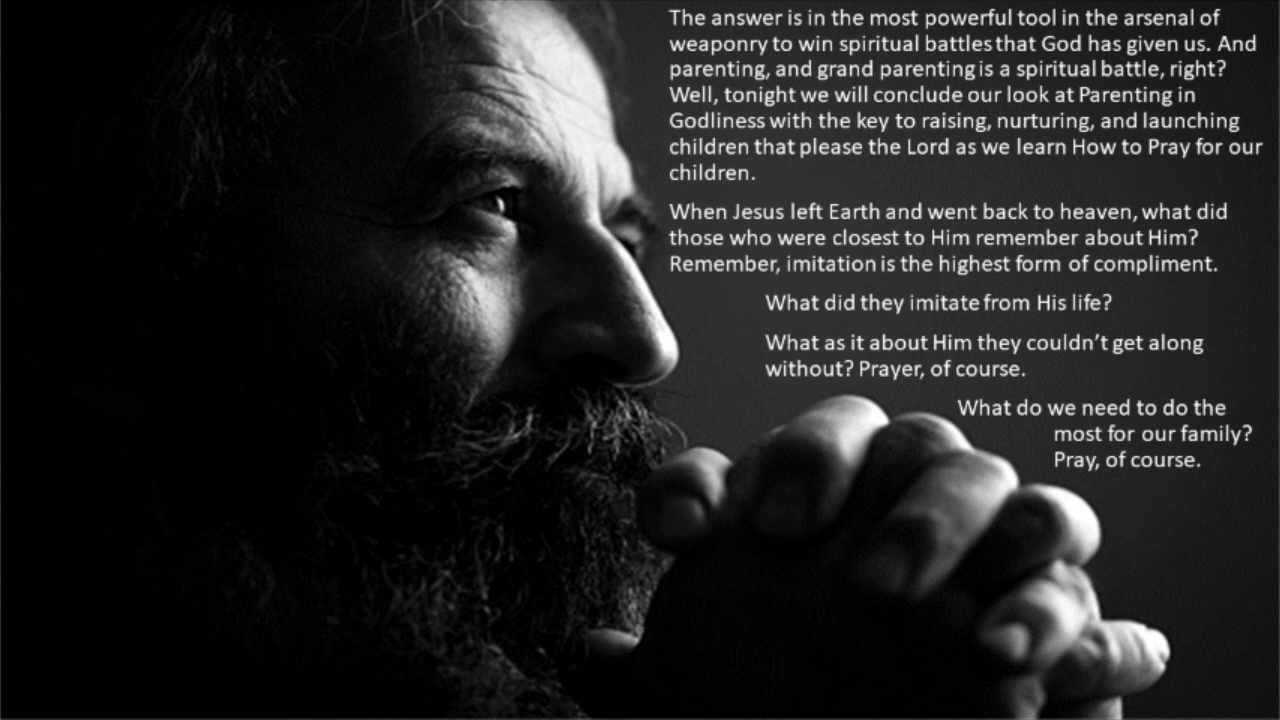 The answer is in the most powerful tool in the arsenal of
weaponry to win spiritual battles that God has given us. And
parenting, and grand parenting is a spiritual battle, right?
Well, tonight we will conclude our look at Parenting in
Godliness with the key to raising, nurturing, and launching
children that please the Lord as we learn How to Pray for our
children.
When Jesus left Earth and went back to heaven, what did
those who were closest to Him remember about Him?
Remember, imitation is the highest form of compliment.
What did they imitate from His life?
What as it about Him they couldn’t get along
without? Prayer, of course.
What do we need to do the
most for our family?
Pray, of course.